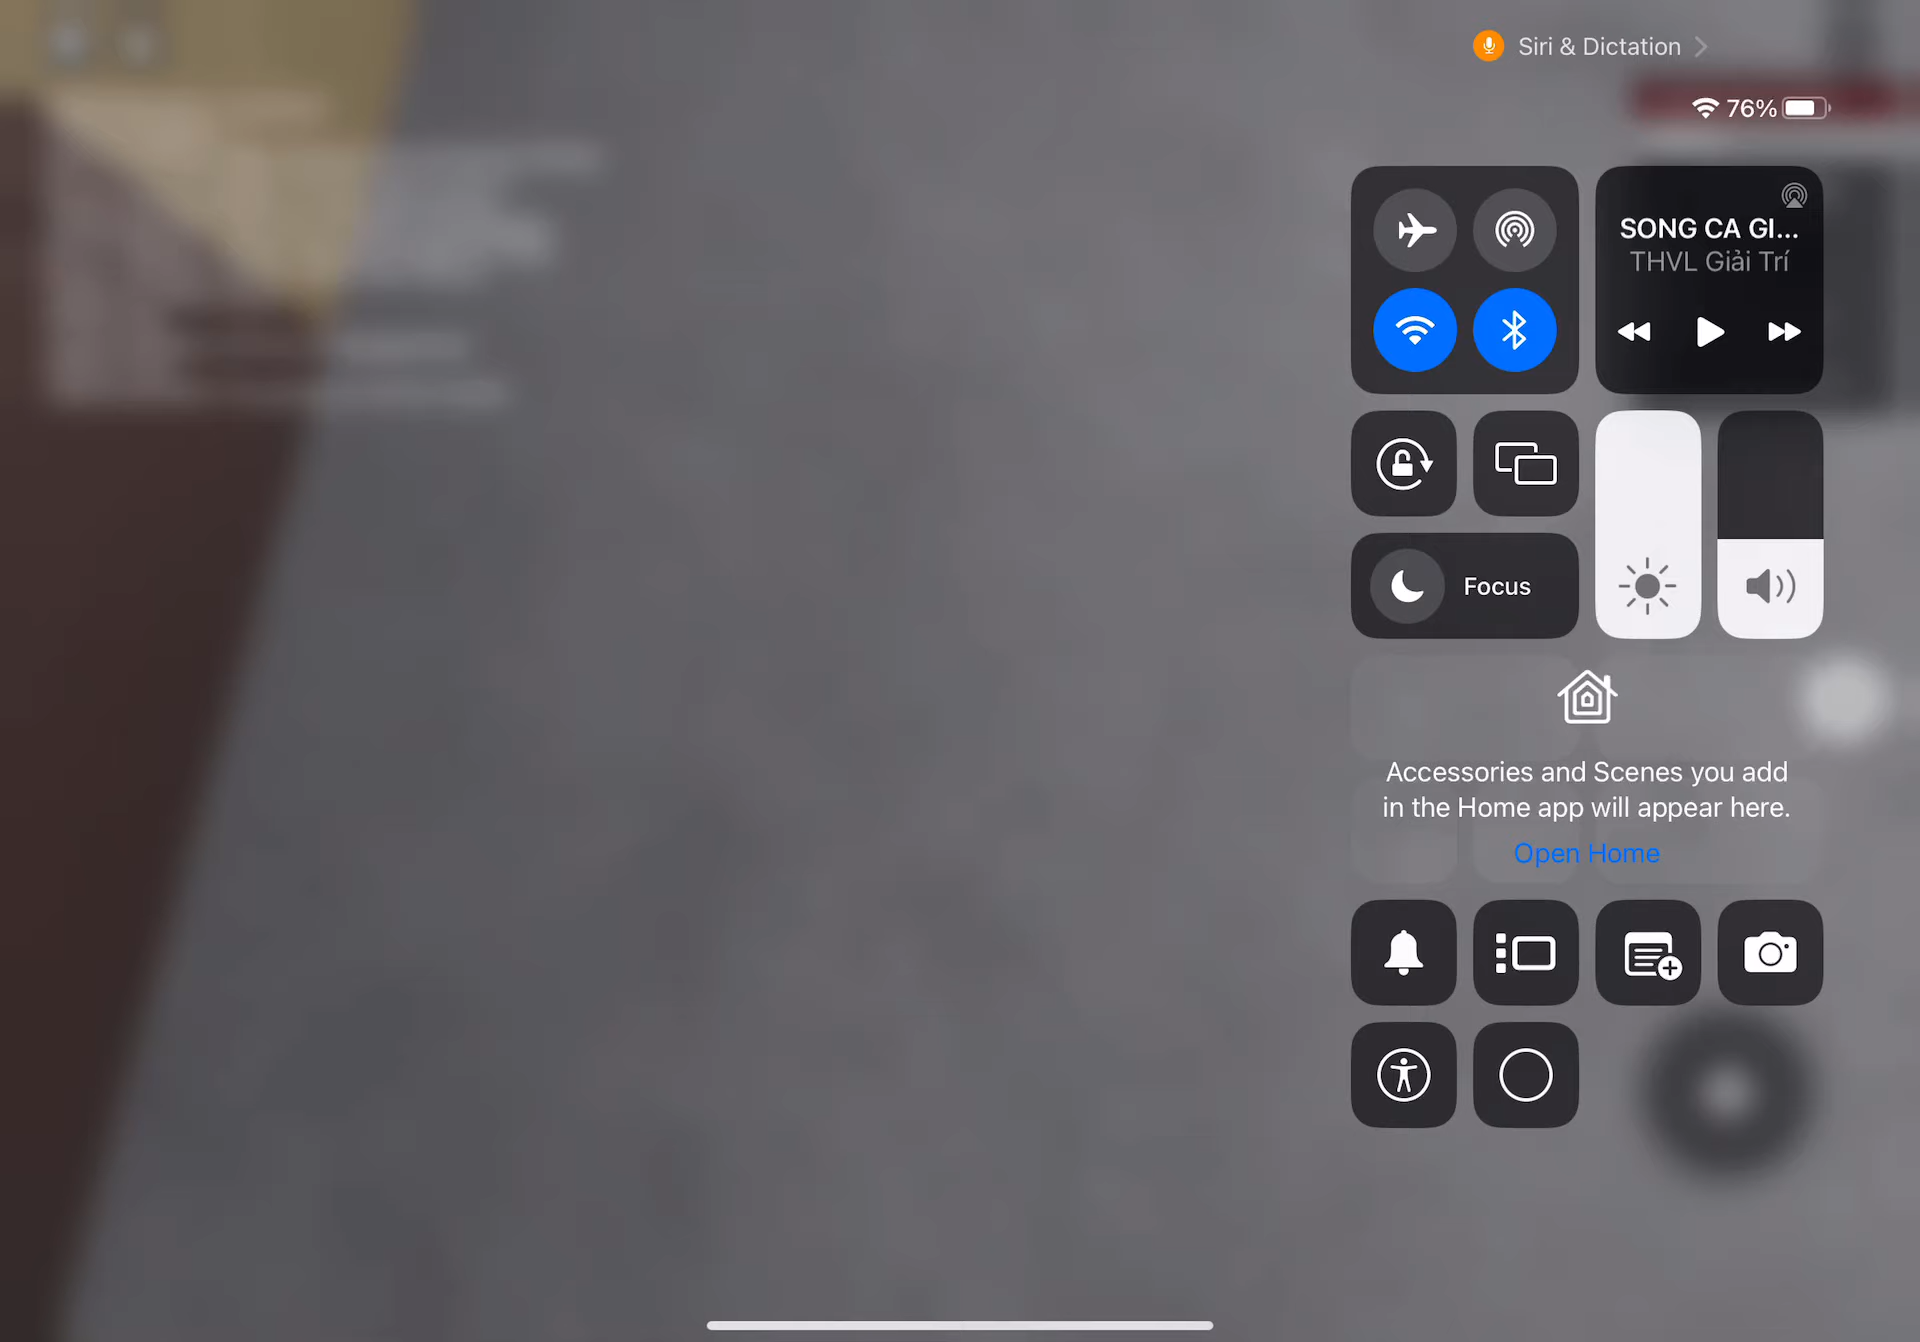 Siri & Dictation
76%
SONG CA GI...
THVL Giải Trí
Focus
Accessories and Scenes you add
in the Home app will appear here.
Open Home